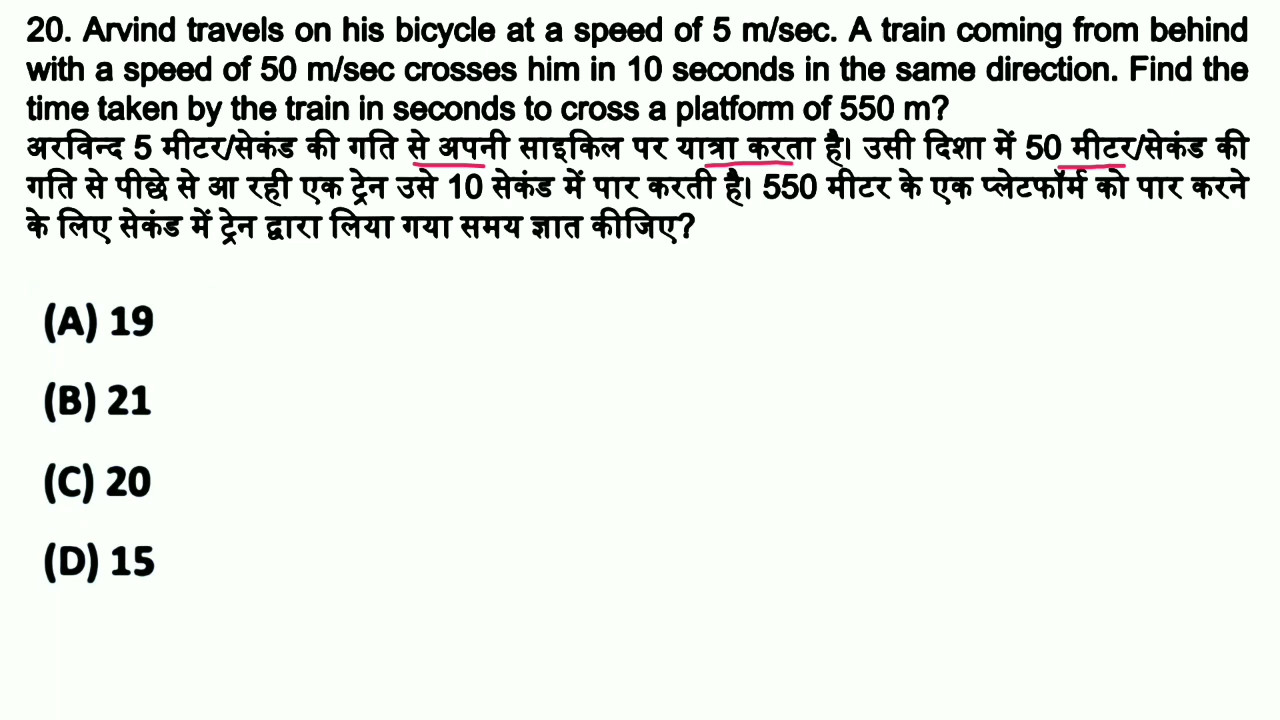 20. Arvind travels on his bicycle at a speed of 5 m/sec. A train coming from behind
with a speed of 50 m/sec crosses him in 10 seconds in the same direction. Find the
time taken by the train in seconds to cross a platform of 550 m?
अरविन्द 5 मीटर/सेकंड की गति से अपनी साइकिल पर यात्रा करता है। उसी दिशा में 50 मीटर/सेकंड की
गति से पीछे से आ रही एक ट्रेन उसे 10 सेकंड में पार करती है। 550 मीटर के एक प्लेटफॉर्म को पार करने
के लिए सेकंड में ट्रेन द्वारा लिया गया समय ज्ञात कीजिए?
(A) 19
(B) 21
(C) 20
(D) 15